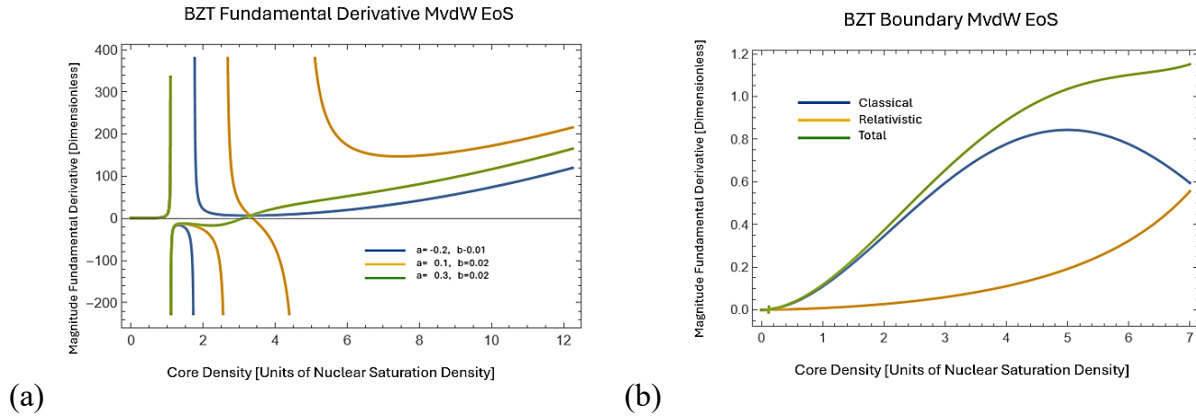 BZT Fundamental Derivative MvdW EoS
Magnitude Fundamental Derivative [Dimensionless]
400
300
200
100
0
−100
−200
a= -0.2, b-0.01
a= 0.1, b=0.02
a= 0.3, b=0.02
0 2 4 6 8 10 12
Core Density [Units of Nuclear Saturation Density]
(a)
BZT Boundary MvdW EoS
Magnitude Fundamental Derivative [Dimensionless]
1.2
1.0
0.8
0.6
0.4
0.2
0.0
Classical
Relativistic
Total
0 1 2 3 4 5 6 7
Core Density [Units of Nuclear Saturation Density]
(b)